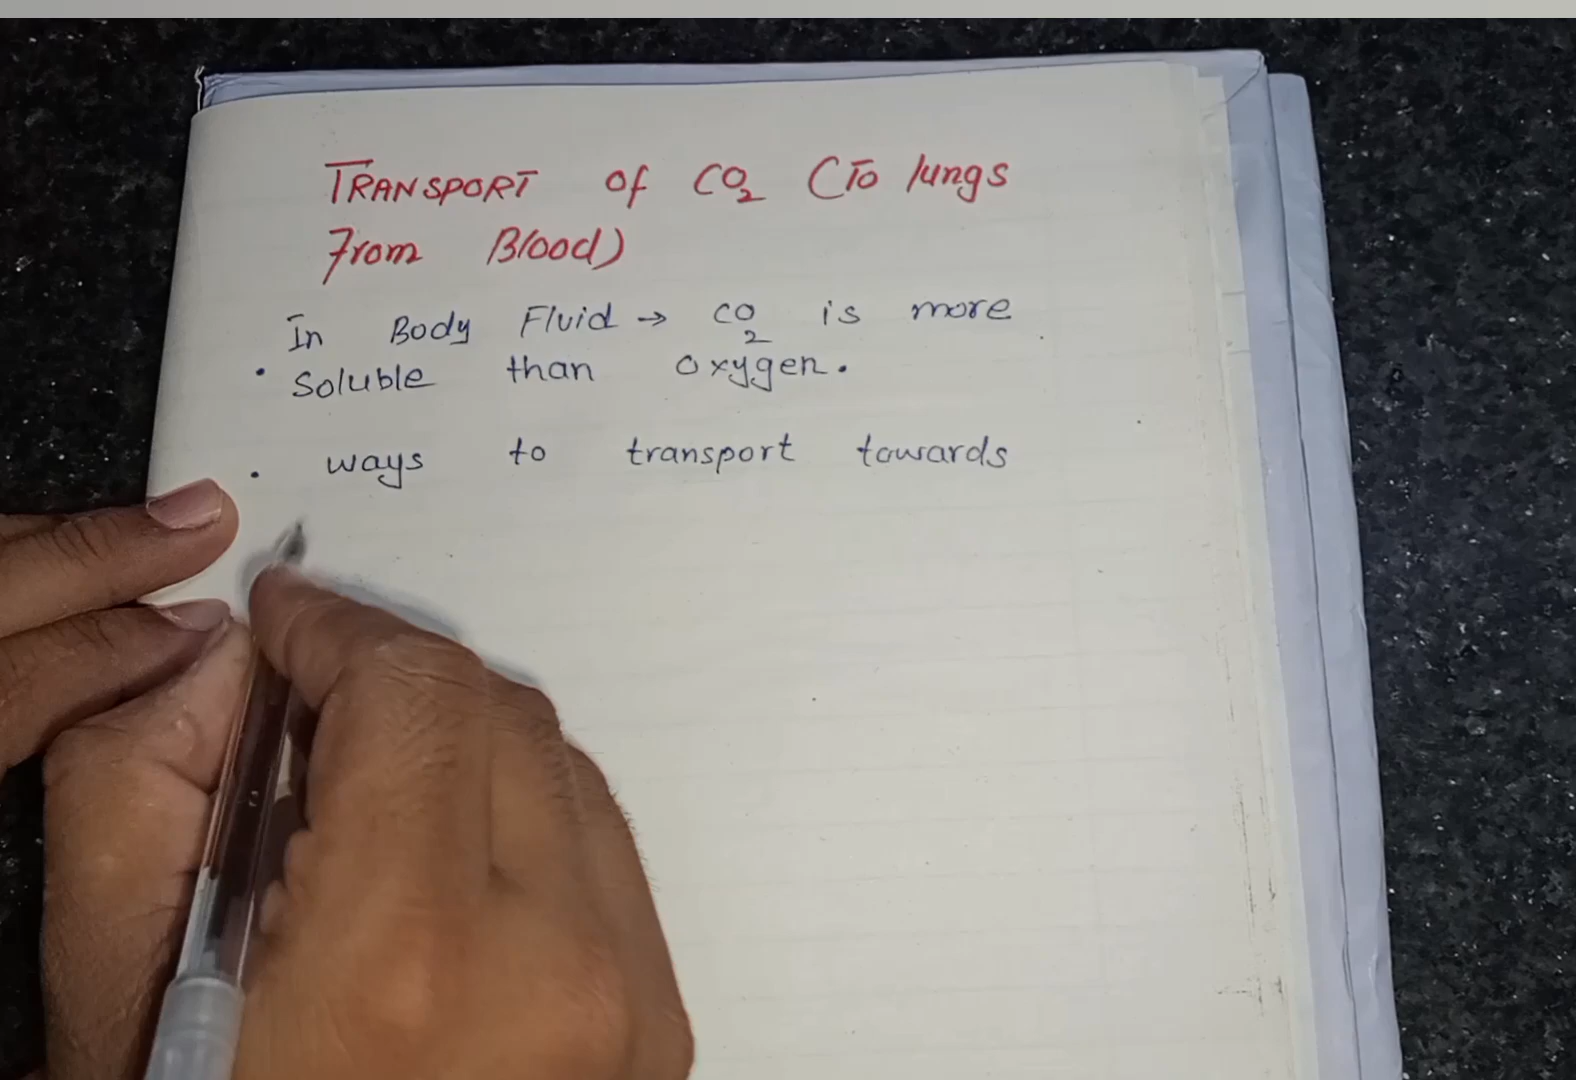 TRANSPORT of CO2 (To lungs
From Blood)
In Body Fluid → CO2 is more
• Soluble than oxygen.
• ways to transport towards